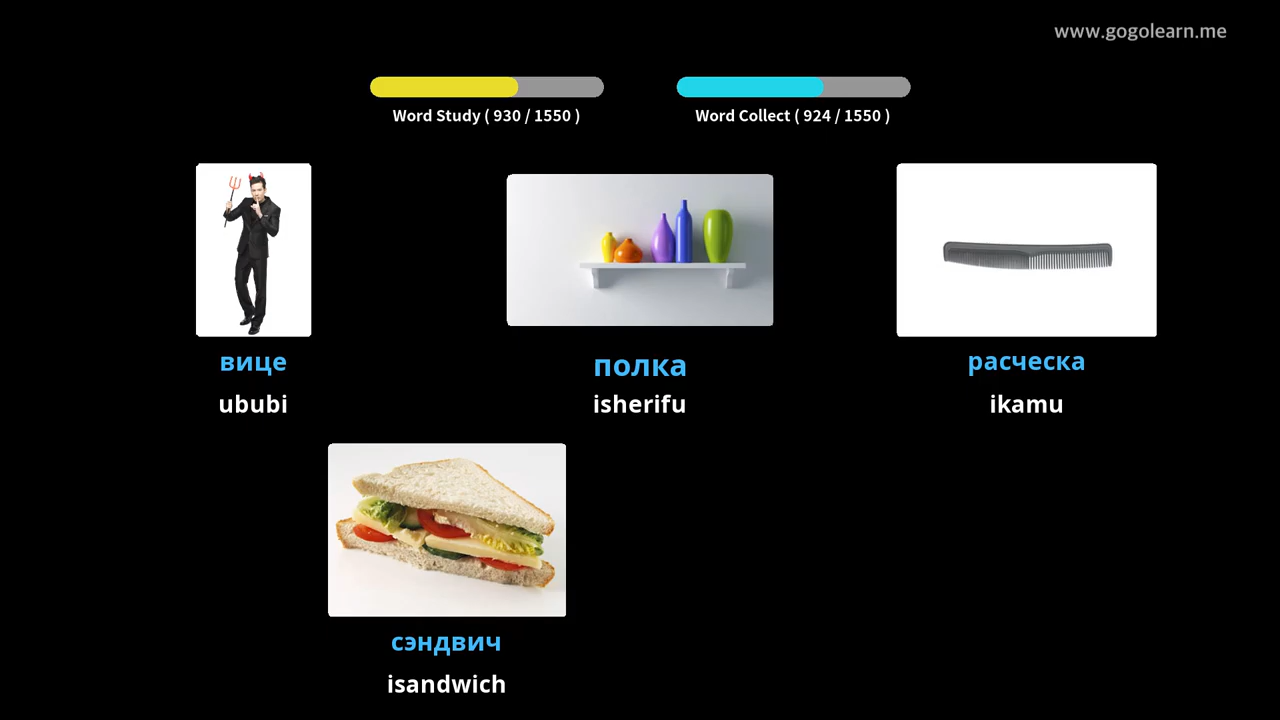 www.gogolearn.me
Word Study ( 930 / 1550 )
Word Collect ( 924 / 1550 )
вице
полка
расческа
ububi
isherifu
ikamu
сэндвич
isandwich